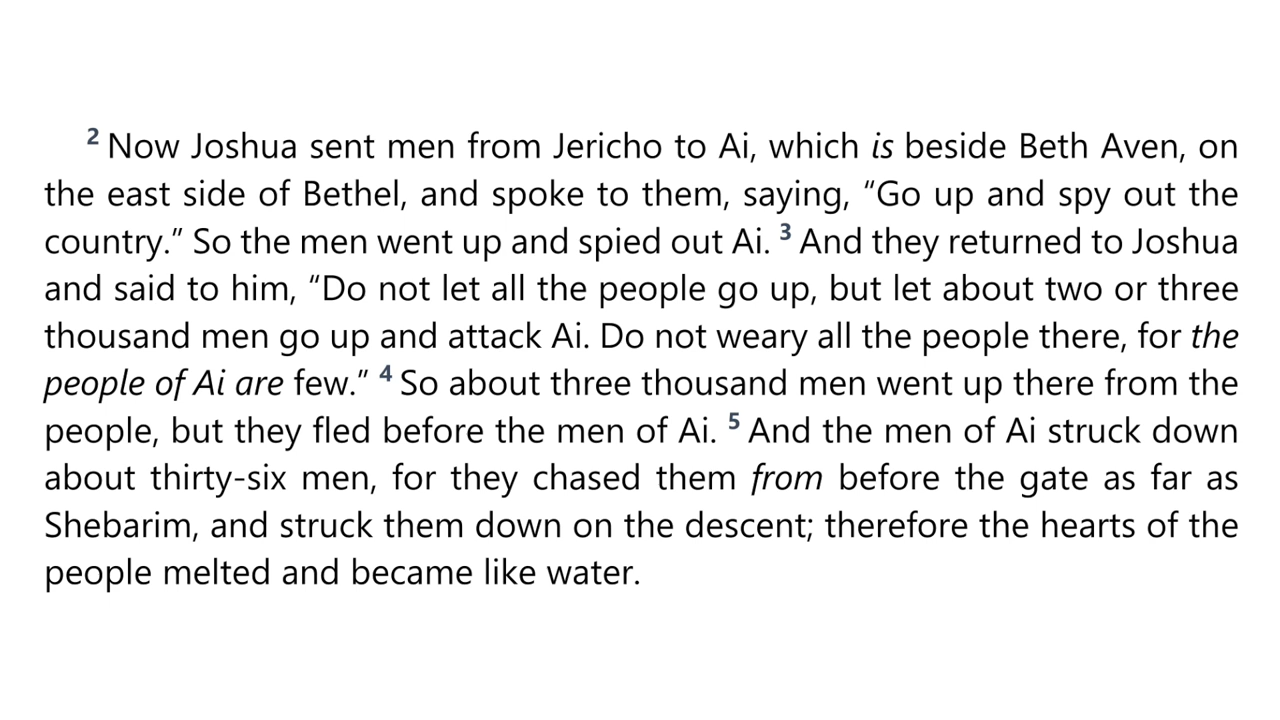 2 Now Joshua sent men from Jericho to Ai, which is beside Beth Aven, on
the east side of Bethel, and spoke to them, saying, “Go up and spy out the
country.” So the men went up and spied out Ai. 3 And they returned to Joshua
and said to him, “Do not let all the people go up, but let about two or three
thousand men go up and attack Ai. Do not weary all the people there, for the
people of Ai are few.” 4 So about three thousand men went up there from the
people, but they fled before the men of Ai. 5 And the men of Ai struck down
about thirty-six men, for they chased them from before the gate as far as
Shebarim, and struck them down on the descent; therefore the hearts of the
people melted and became like water.